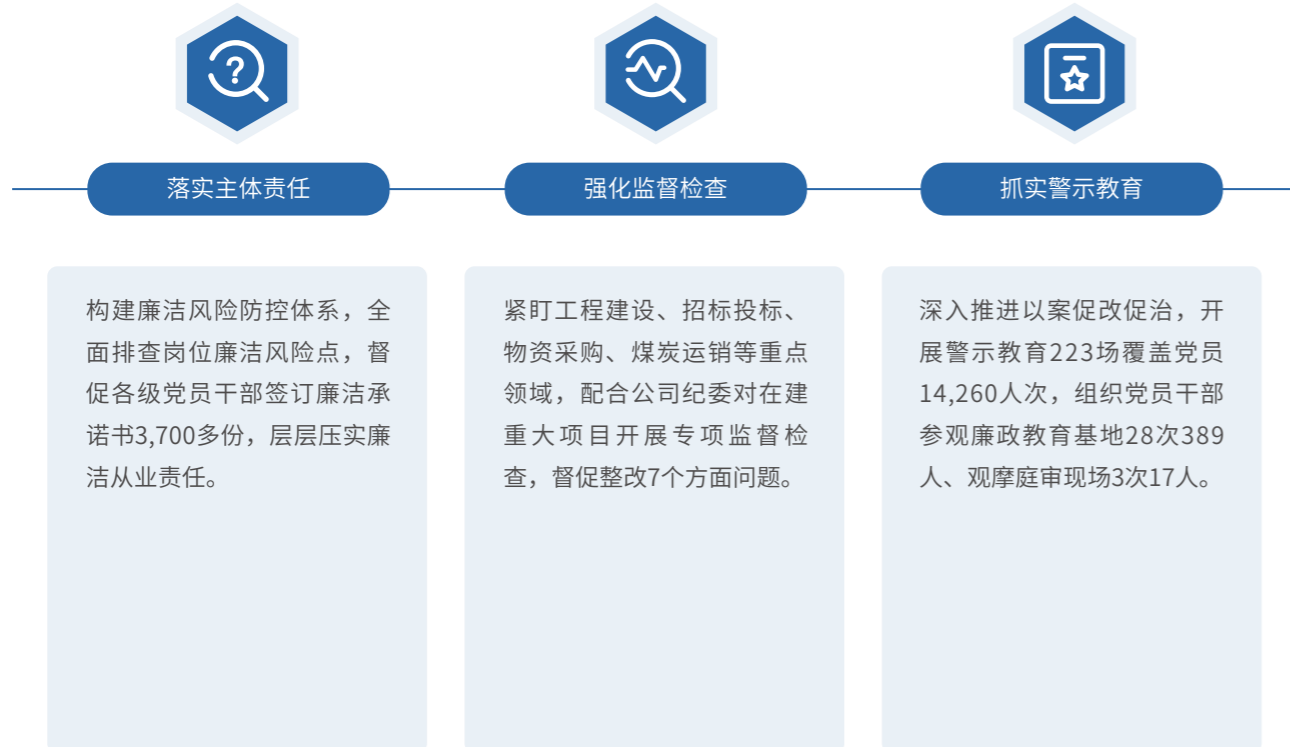 落实主体责任
强化监督检查
抓实警示教育
构建廉洁风险防控体系，全
面排查岗位廉洁风险点，督
促各级党员干部签订廉洁承
诺书3,700多份，层层压实廉
洁从业责任。
紧盯工程建设、招标投标、
物资采购、煤炭运销等重点
领域，配合公司纪委对在建
重大项目开展专项监督检
查，督促整改7个方面问题。
深入推进以案促改促治，开
展警示教育223场覆盖党员
14,260人次，组织党员干部
参观廉政教育基地28次389
人、观摩庭审现场3次17人。